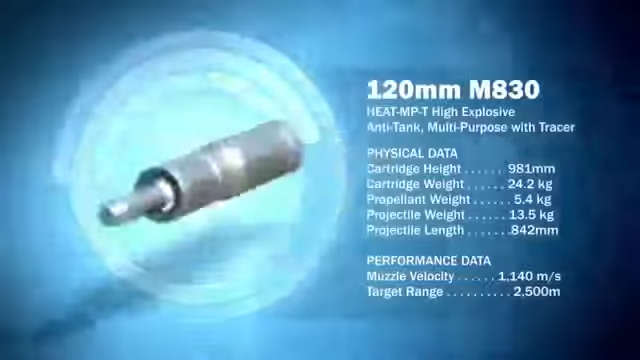 120mm M830
HEAT-MP-T High Explosive
Anti-Tank, Multi-Purpose with Tracer
PHYSICAL DATA
Cartridge Height . . . . . . 981mm
Cartridge Weight . . . . . 24.2 kg
Propellant Weight . . . . . 5.4 kg
Projectile Weight . . . . . 13.5 kg
Projectile Length . . . . . . .842mm
PERFORMANCE DATA
Muzzle Velocity . . . . . . 1,140 m/s
Target Range . . . . . . . . . . 2,500m